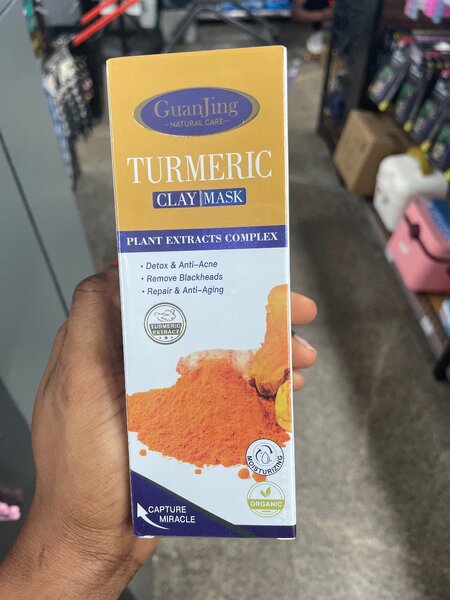 GuanJing
NATURAL CARE
TURMERIC
CLAY MASK
PLANT EXTRACTS COMPLEX
• Detox & Anti-Acne
• Remove Blackheads
• Repair & Anti-Aging
TURMERIC
EXTRACT
MOISTURIZING
ORGANIC
CAPTURE
MIRACLE